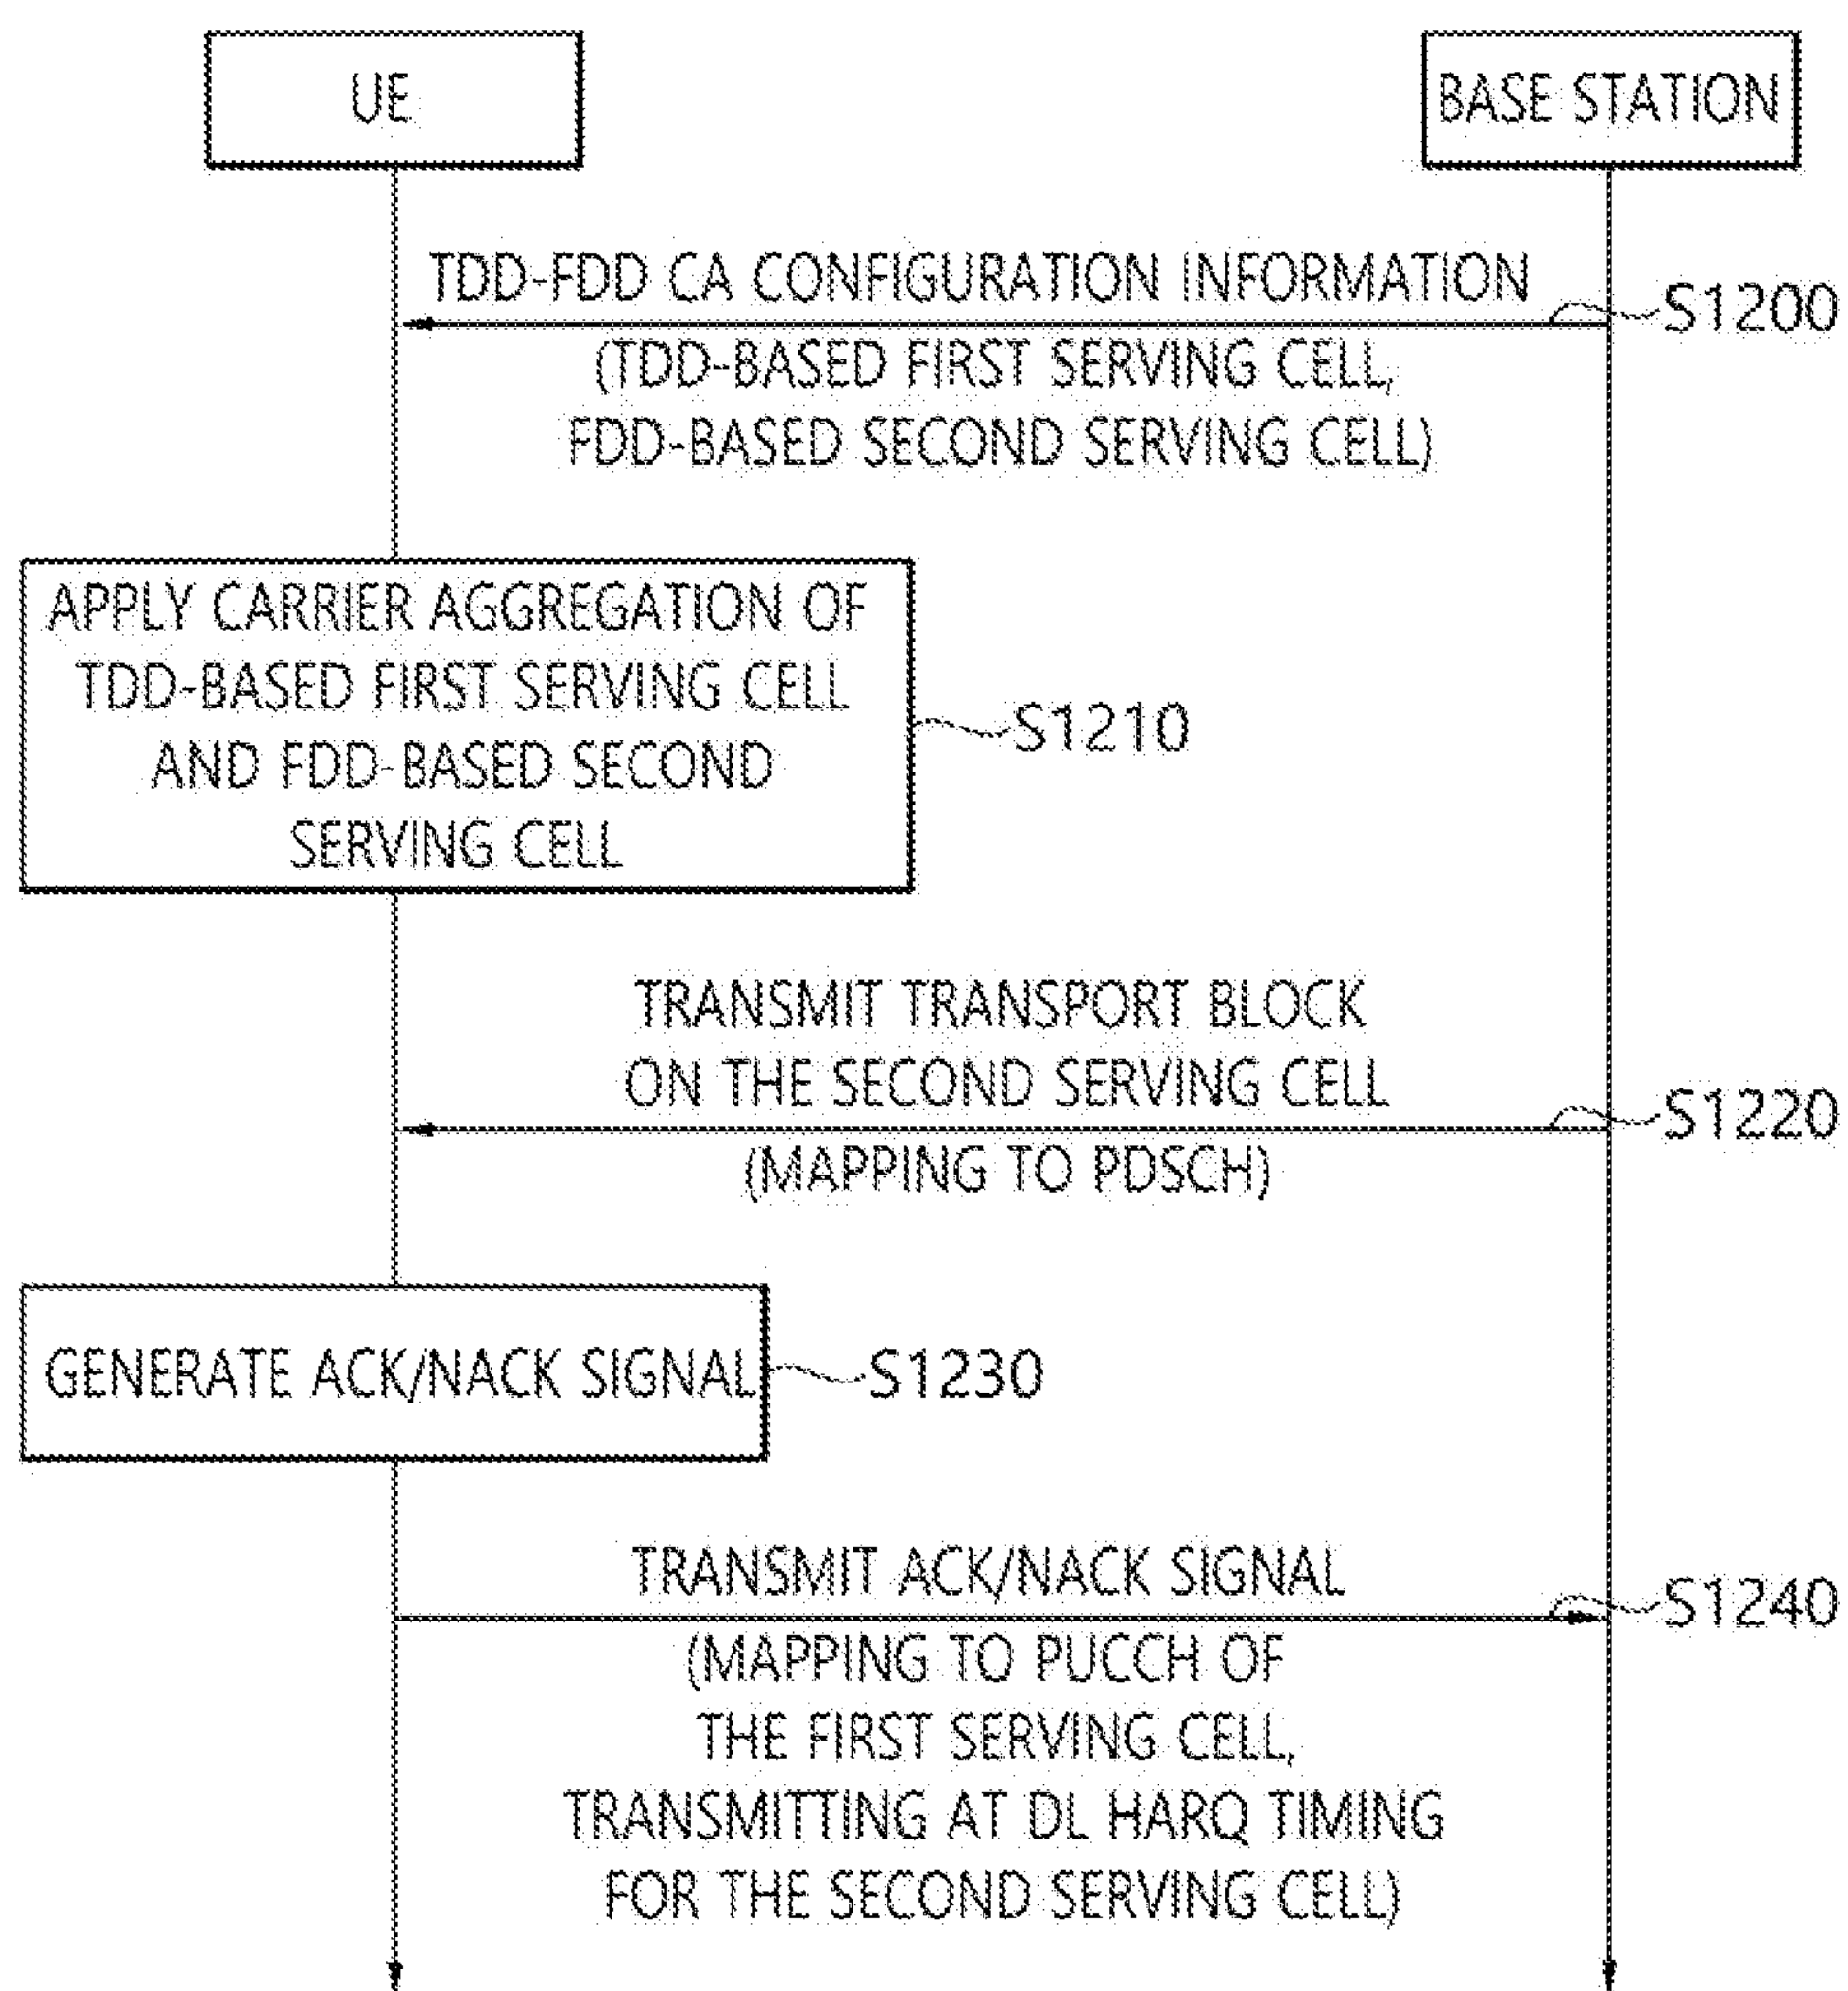 UE
BASE STATION
TDD-FDD CA CONFIGURATION INFORMATION
S1200
(TDD-BASED FIRST SERVING CELL,
FDD-BASED SECOND SERVING CELL)
APPLY CARRIER AGGREGATION OF
TDD-BASED FIRST SERVING CELL
AND FDD-BASED SECOND
SERVING CELL
S1210
TRANSMIT TRANSPORT BLOCK
ON THE SECOND SERVING CELL
S1220
(MAPPING TO PDSCH)
GENERATE ACK/NACK SIGNAL
S1230
TRANSMIT ACK/NACK SIGNAL
S1240
(MAPPING TO PUCCH OF
THE FIRST SERVING CELL,
TRANSMITTING AT DL HARQ TIMING
FOR THE SECOND SERVING CELL)